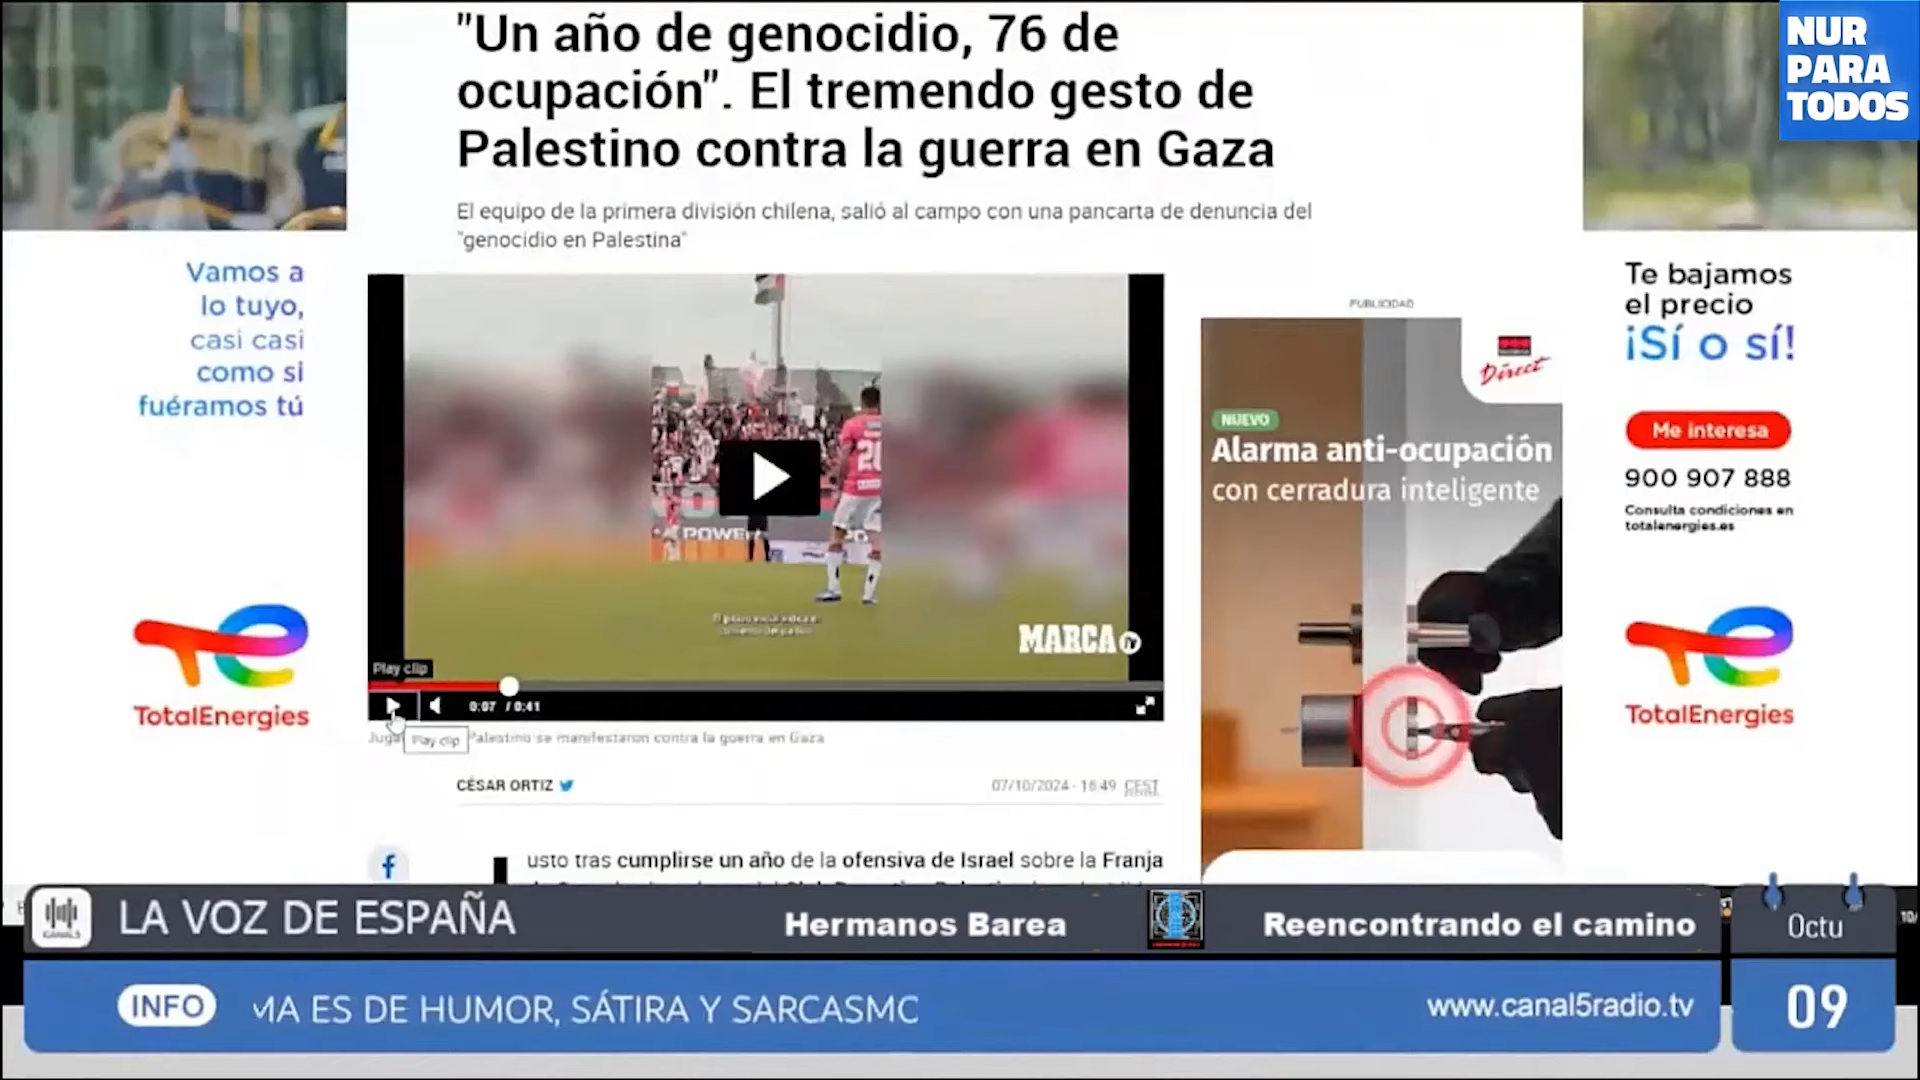 "Un año de genocidio, 76 de
ocupación". El tremendo gesto de
Palestino contra la guerra en Gaza
NUR
PARA
TODOS
El equipo de la primera división chilena, salió al campo con una pancarta de denuncia del
"genocidio en Palestina"
Vamos a
lo tuyo,
casi casi
como si
fuéramos tú
TotalEnergies
POWER
MARCA TV
Play clip
0:07 / 0:41
Play clip
Palestino se manifestaron contra la guerra en Gaza
CÉSAR ORTIZ
07/10/2024 - 16:49 CEST
usto tras cumplirse un año de la ofensiva de Israel sobre la Franja
PUBLICIDAD
Direct
NUEVO
Alarma anti-ocupación
con cerradura inteligente
Te bajamos
el precio
¡Sí o sí!
Me interesa
900 907 888
Consulta condiciones en
totalenergies.es
TotalEnergies
LA VOZ DE ESPAÑA
Hermanos Barea
Reencontrando el camino
Octu
INFO
MA ES DE HUMOR, SÁTIRA Y SARCASMO
www.canal5radio.tv
09